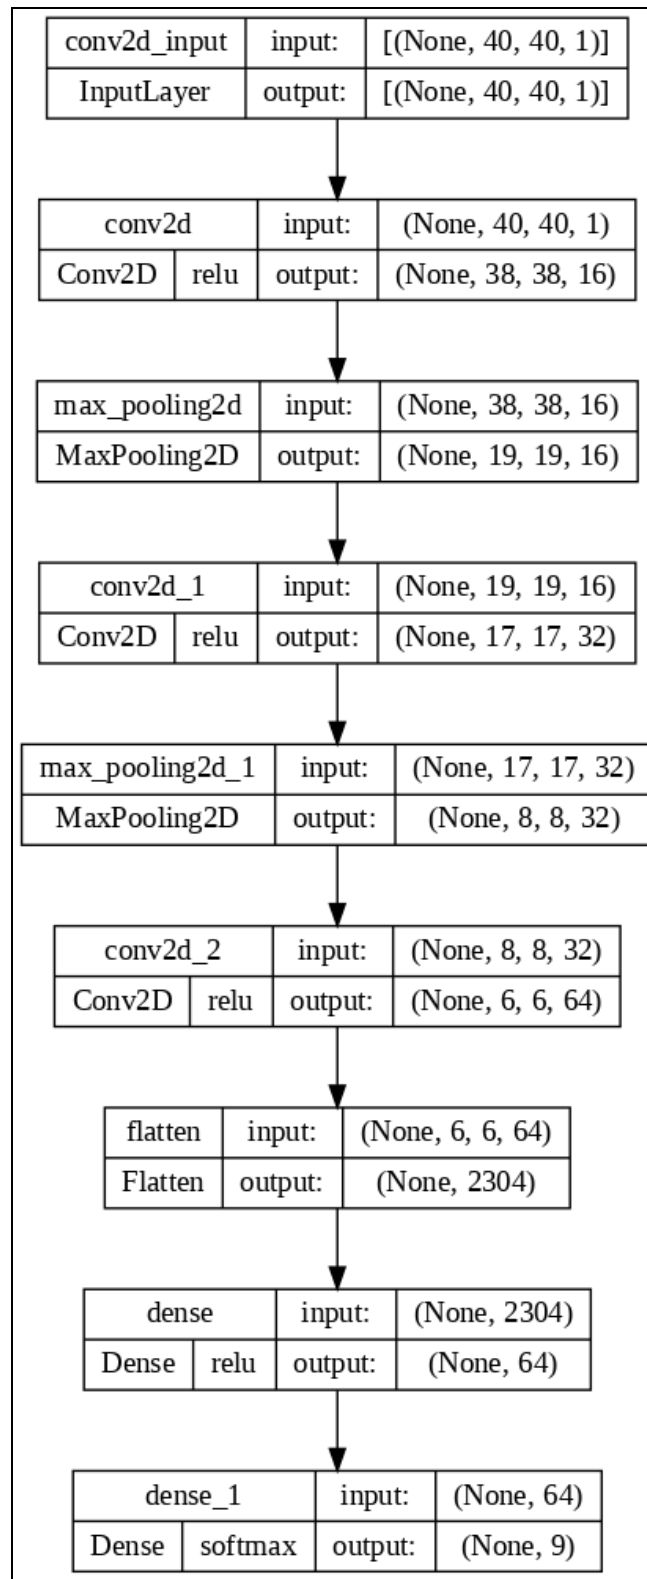 conv2d_input input: [(None, 40, 40, 1)]
InputLayer output: [(None, 40, 40, 1)]
conv2d input: (None, 40, 40, 1)
Conv2D relu output: (None, 38, 38, 16)
max_pooling2d input: (None, 38, 38, 16)
MaxPooling2D output: (None, 19, 19, 16)
conv2d_1 input: (None, 19, 19, 16)
Conv2D relu output: (None, 17, 17, 32)
max_pooling2d_1 input: (None, 17, 17, 32)
MaxPooling2D output: (None, 8, 8, 32)
conv2d_2 input: (None, 8, 8, 32)
Conv2D relu output: (None, 6, 6, 64)
flatten input: (None, 6, 6, 64)
Flatten output: (None, 2304)
dense input: (None, 2304)
Dense relu output: (None, 64)
dense_1 input: (None, 64)
Dense softmax output: (None, 9)